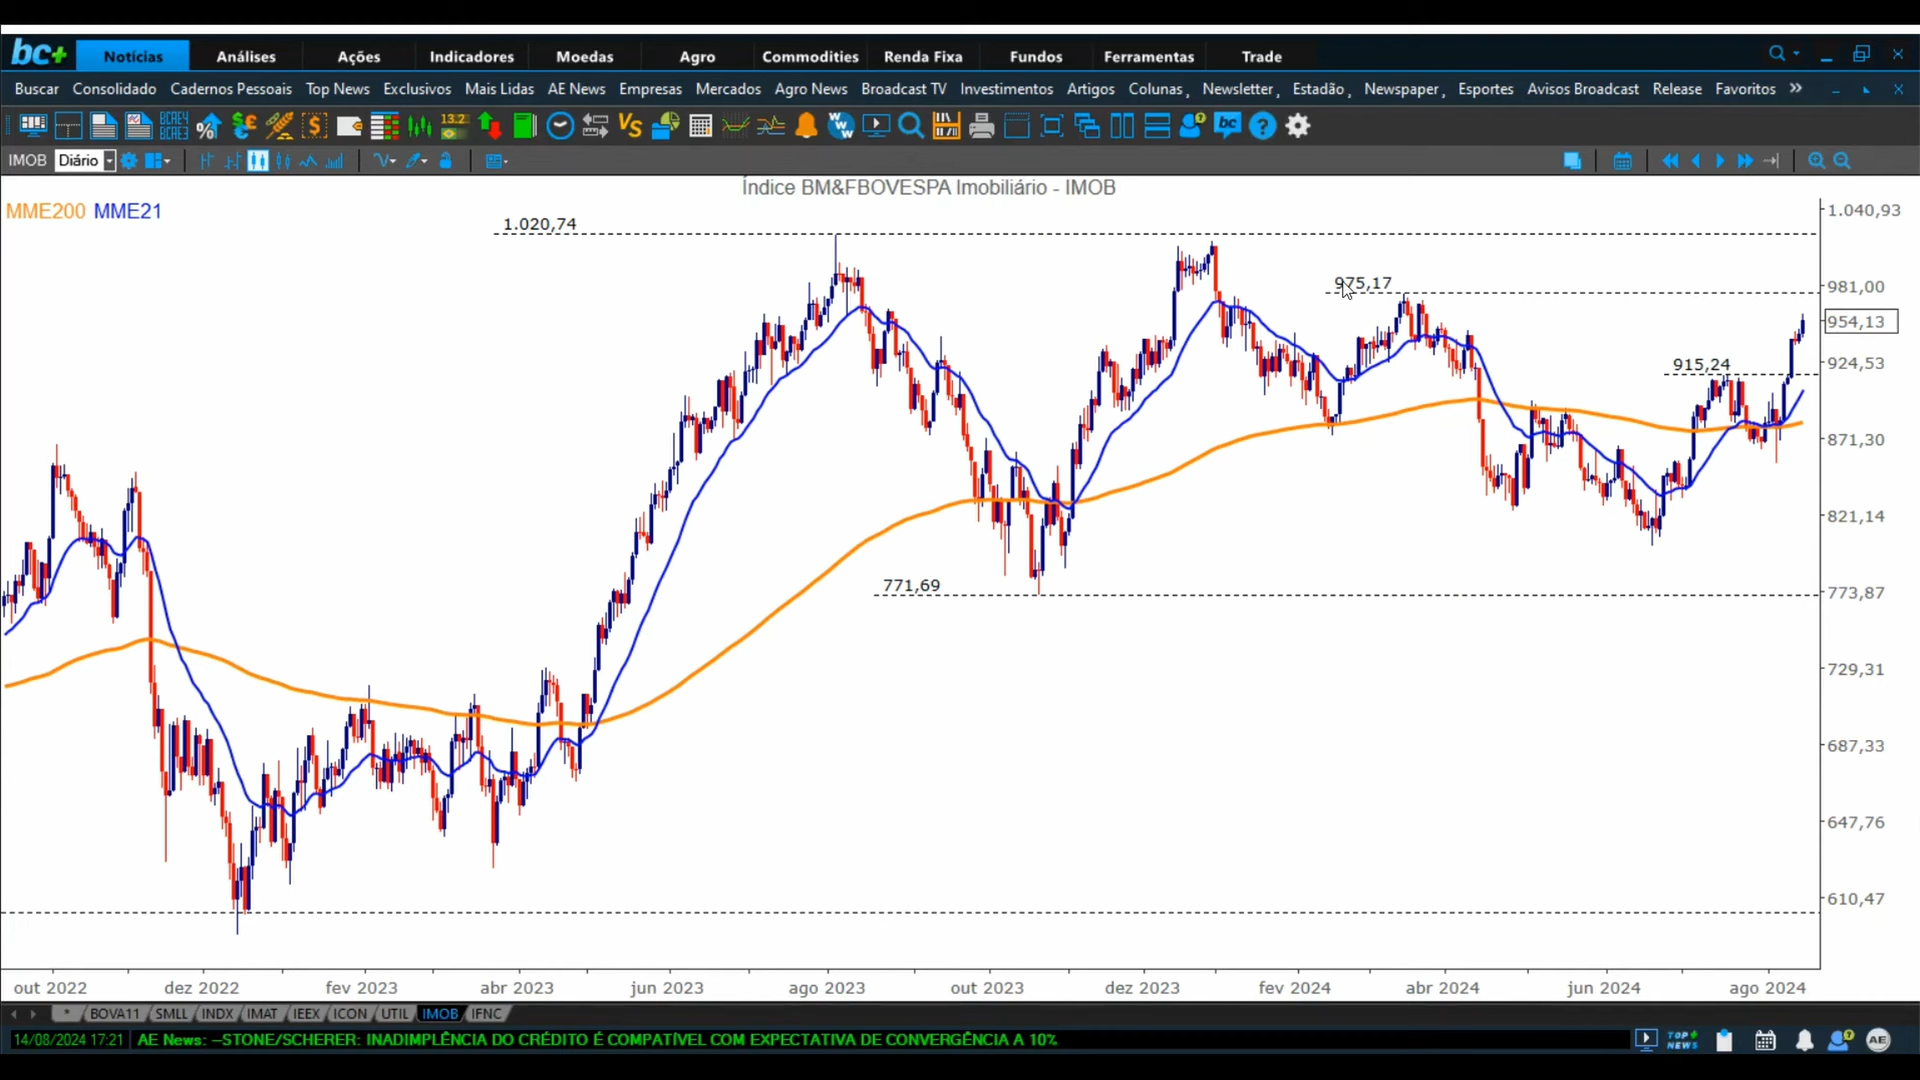 bc+ Notícias Análises Ações Indicadores Moedas Agro Commodities Renda Fixa Fundos Ferramentas Trade
Buscar Consolidado Cadernos Pessoais Top News Exclusivos Mais Lidas AE News Empresas Mercados Agro News Broadcast TV Investimentos Artigos Colunas, Newsletter, Estadão, Newspaper, Esportes Avisos Broadcast Release Favoritos »
IMOB Diário
Índice BM&FBOVESPA Imobiliário - IMOB
MME200 MME21
1.020,74
975,17
915,24
771,69
1.040,93
981,00
954,13
924,53
871,30
821,14
773,87
729,31
687,33
647,76
610,47
out 2022 dez 2022 fev 2023 abr 2023 jun 2023 ago 2023 out 2023 dez 2023 fev 2024 abr 2024 jun 2024 ago 2024
* BOVA11 SMLL INDX IMAT IEEX ICON UTIL IMOB IFNC
14/08/2024 17:21 AE News: --STONE/SCHERER: INADIMPLÊNCIA DO CRÉDITO É COMPATÍVEL COM EXPECTATIVA DE CONVERGÊNCIA A 10%
TOP+ NEWS AE